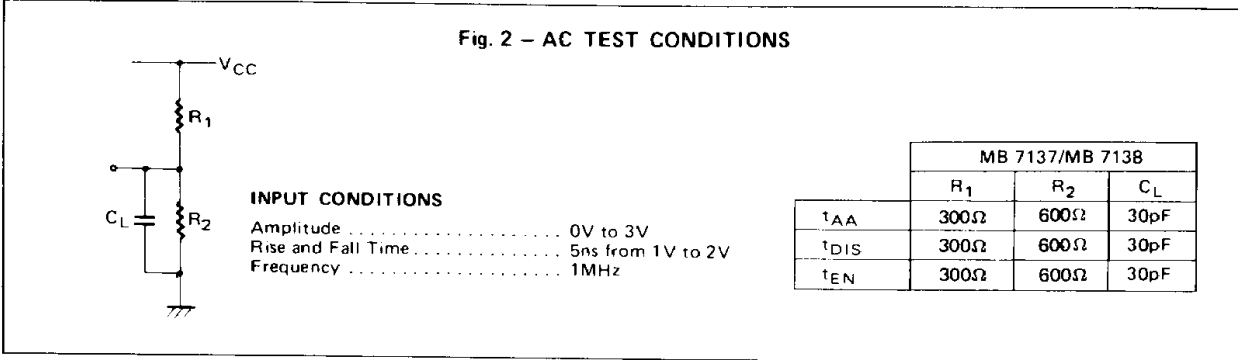 Fig. 2 – AC TEST CONDITIONS
VCC
R1
CL
R2
INPUT CONDITIONS
Amplitude . . . . . . . . . . . . . . . . . . . . 0V to 3V
Rise and Fall Time . . . . . . . . . . . . . . 5ns from 1V to 2V
Frequency . . . . . . . . . . . . . . . . . . . . 1MHz
MB 7137/MB 7138
R1 R2 CL
tAA 300Ω 600Ω 30pF
tDIS 300Ω 600Ω 30pF
tEN 300Ω 600Ω 30pF